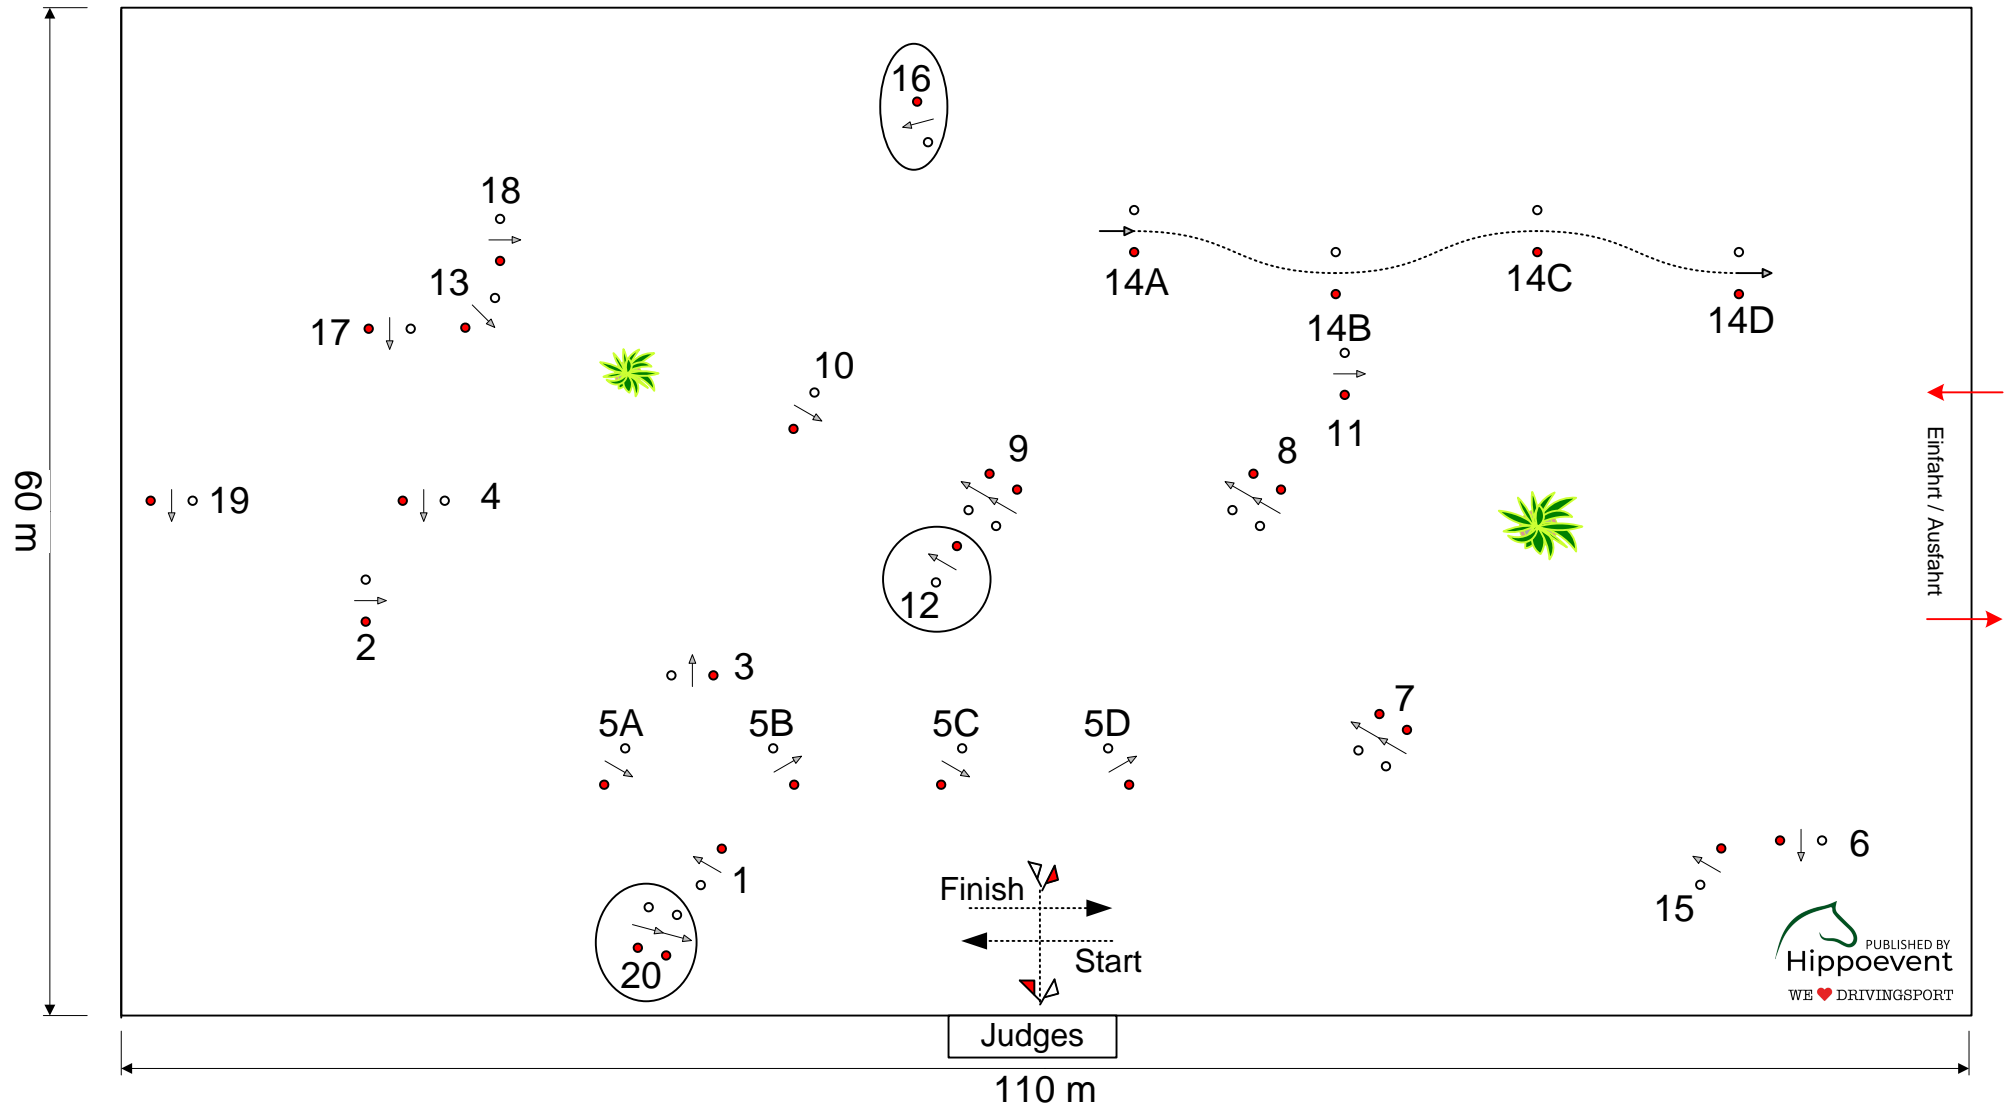 16
18
13
14A
14C
17
14B
14D
10
11
9
8
Einfahrt / Ausfahrt
60 m
19
4
12
2
3
7
5A
5B
5C
5D
6
1
Finish
15
Start
20
PUBLISHED BY
Hippoevent
WE DRIVINGSPORT
Judges
110 m